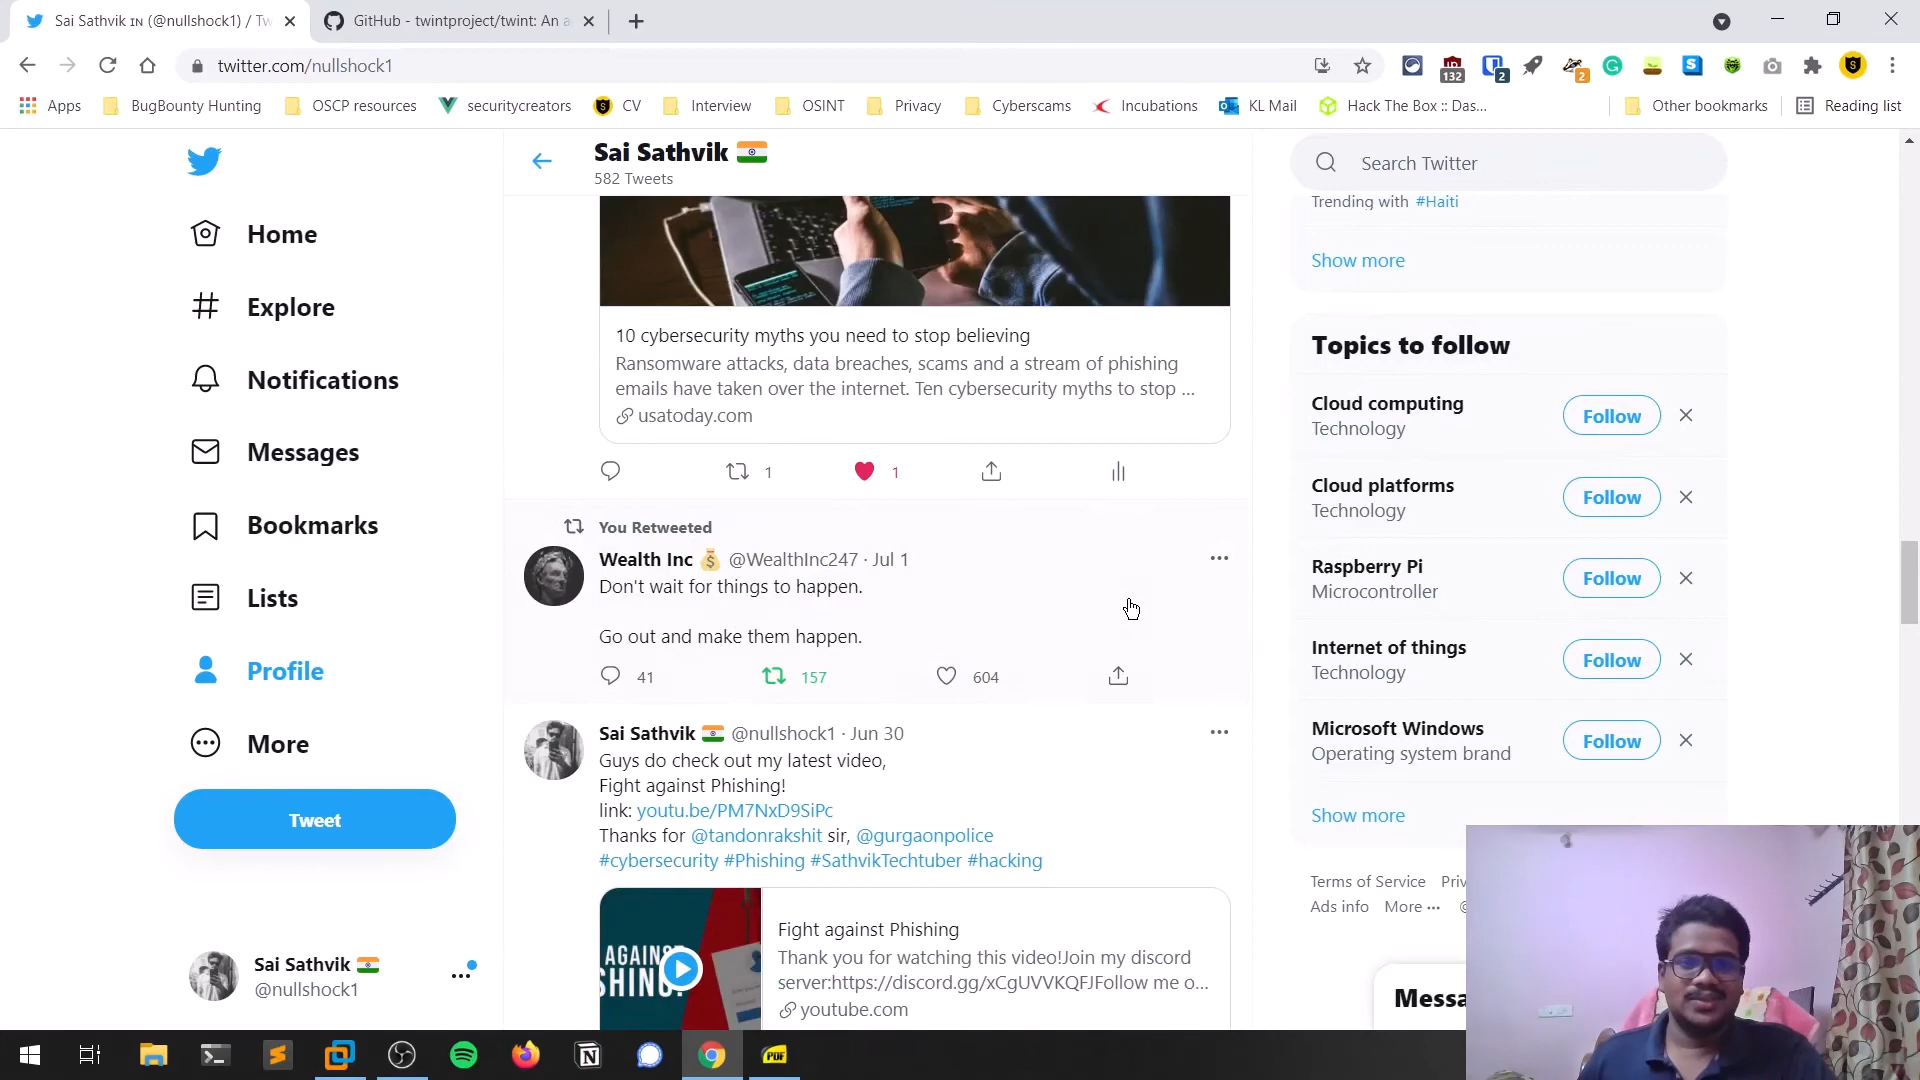 Sai Sathvik IN (@nullshock1) / Tw
GitHub - twintproject/twint: An a
twitter.com/nullshock1
132
2
2
Apps
BugBounty Hunting
OSCP resources
securitycreators
CV
Interview
OSINT
Privacy
Cyberscams
Incubations
KL Mail
Hack The Box :: Das...
Other bookmarks
Reading list
Home
Explore
Notifications
Messages
Bookmarks
Lists
Profile
More
Tweet
Sai Sathvik
@nullshock1
Sai Sathvik
582 Tweets
10 cybersecurity myths you need to stop believing
Ransomware attacks, data breaches, scams and a stream of phishing
emails have taken over the internet. Ten cybersecurity myths to stop ...
usatoday.com
1
1
You Retweeted
Wealth Inc 💰 @WealthInc247 · Jul 1
Don't wait for things to happen.
Go out and make them happen.
41
157
604
Sai Sathvik 🇮🇳 @nullshock1 · Jun 30
Guys do check out my latest video,
Fight against Phishing!
link: youtu.be/PM7NxD9SiPc
Thanks for @tandonrakshit sir, @gurgaonpolice
#cybersecurity #Phishing #SathvikTechtuber #hacking
AGAINST
SHING!
Fight against Phishing
Thank you for watching this video!Join my discord
server:https://discord.gg/xCgUVVKQFJFollow me o...
youtube.com
Search Twitter
Trending with #Haiti
Show more
Topics to follow
Cloud computing
Technology
Follow
Cloud platforms
Technology
Follow
Raspberry Pi
Microcontroller
Follow
Internet of things
Technology
Follow
Microsoft Windows
Operating system brand
Follow
Show more
Terms of Service Priv
Ads info More ···
Messa
PDF